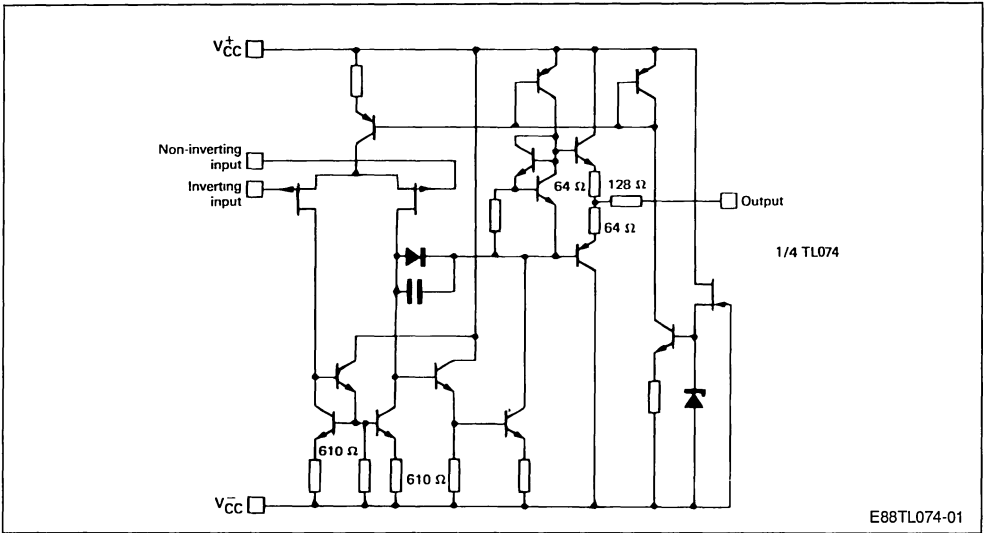 V+CC
Non-inverting
input
Inverting
input
64 Ω
128 Ω
64 Ω
Output
1/4 TL074
610 Ω
610 Ω
V-CC
E88TL074-01